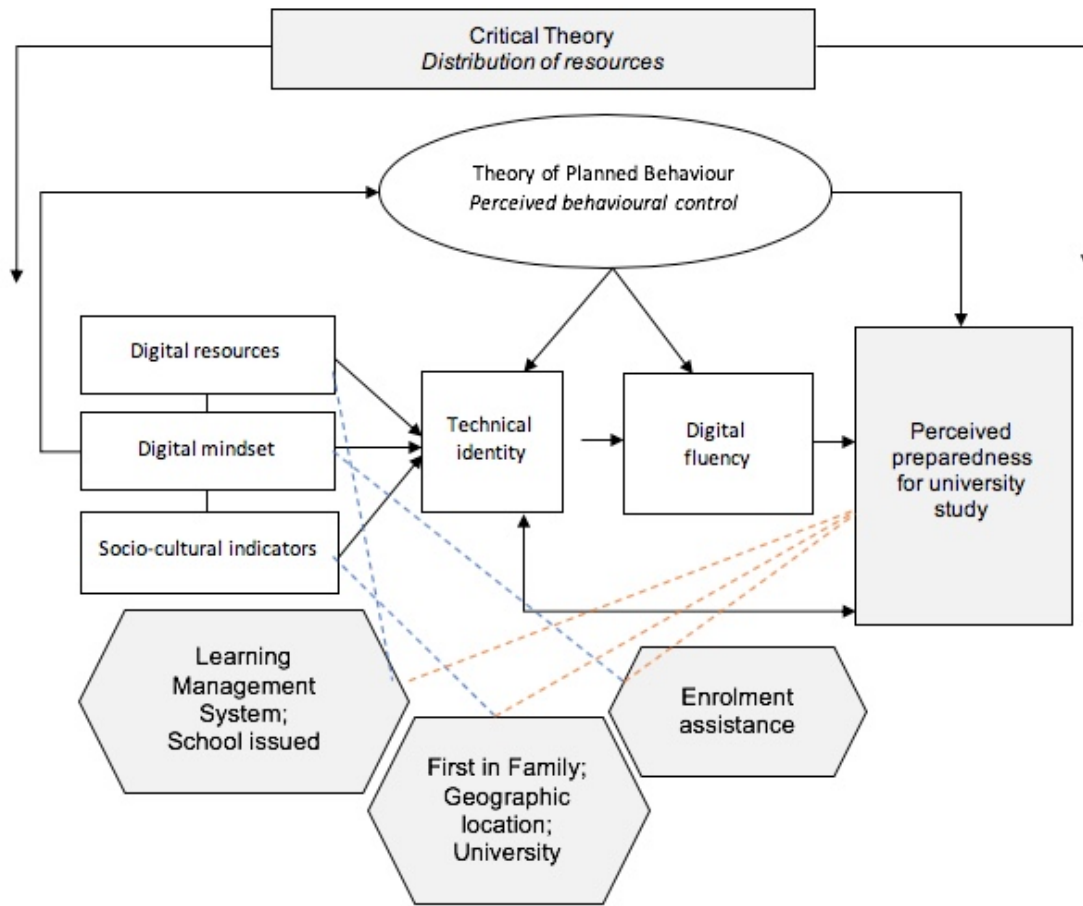 Critical Theory
Distribution of resources
Theory of Planned Behaviour
Perceived behavioural control
Digital resources
Digital mindset
Socio-cultural indicators
Technical
identity
Digital
fluency
Perceived
preparedness
for university
study
Learning
Management
System;
School issued
First in Family;
Geographic
location;
University
Enrolment
assistance